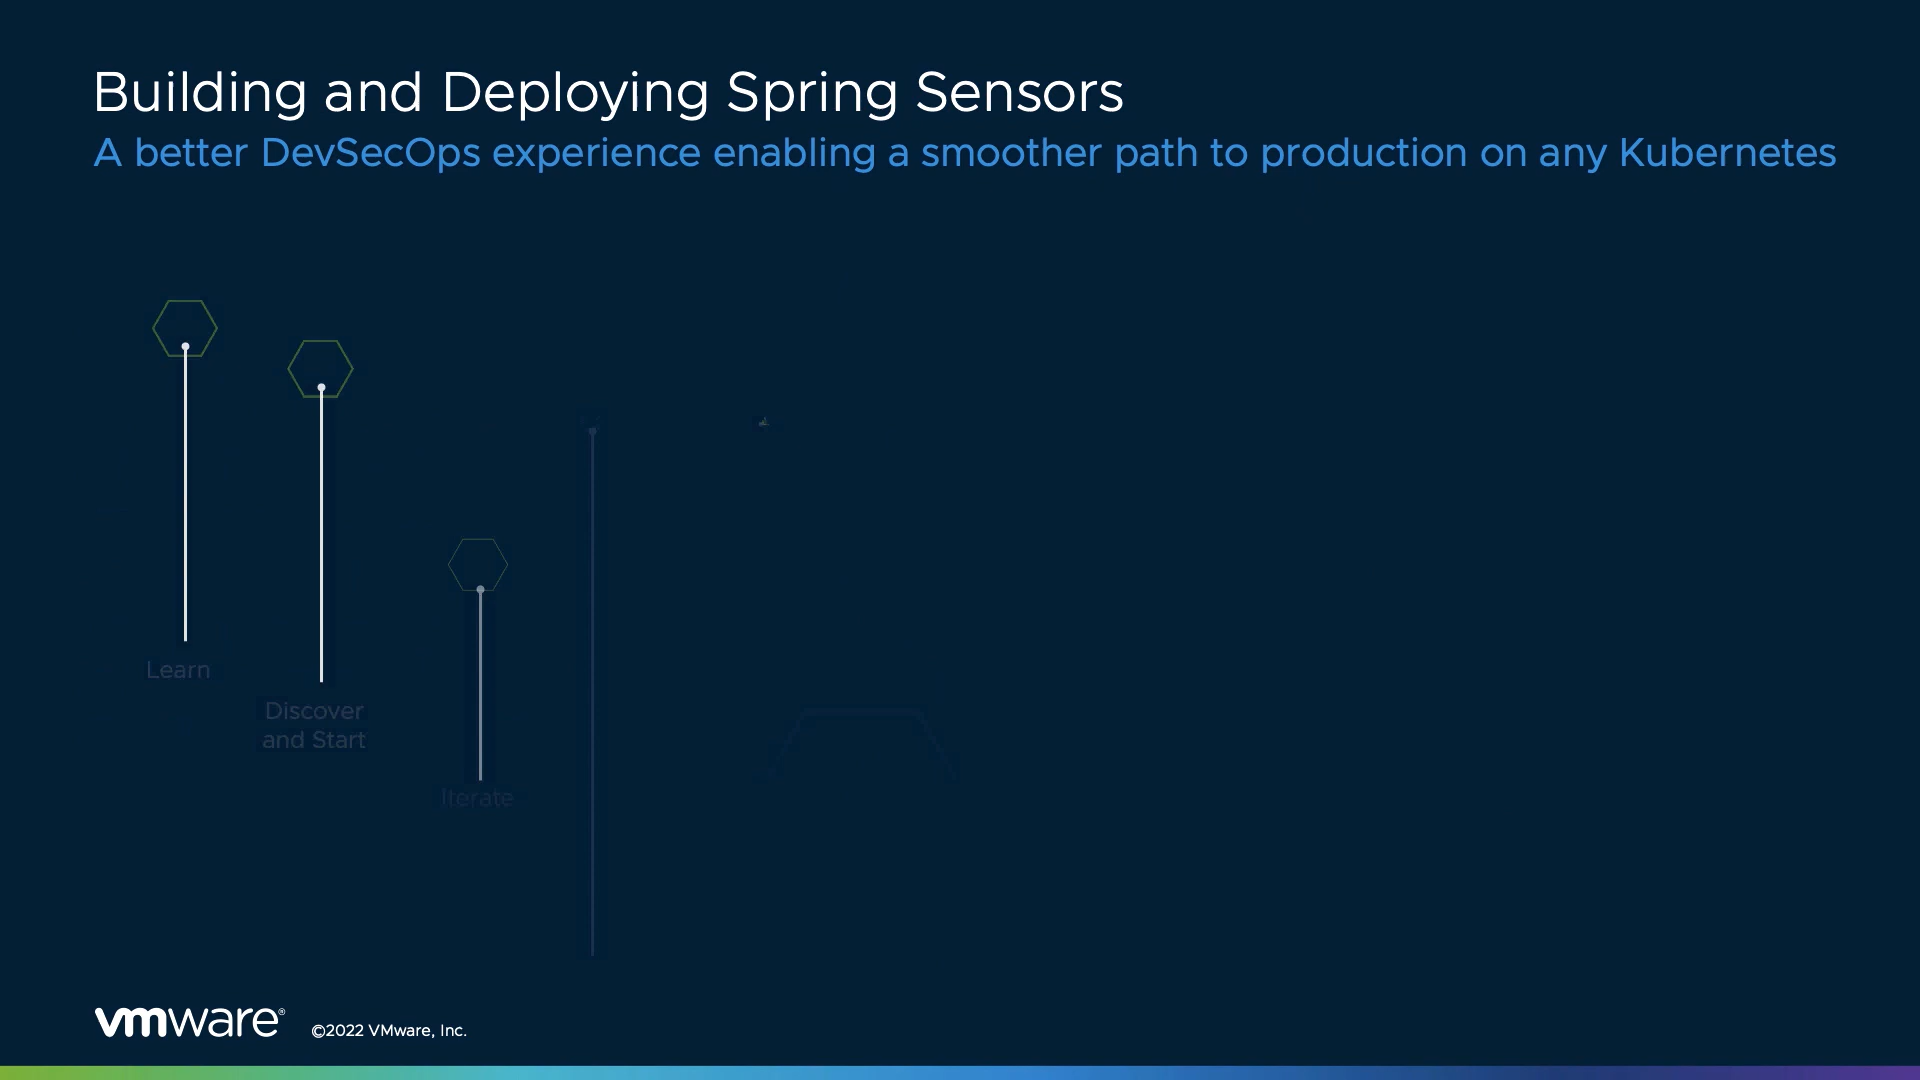 Building and Deploying Spring Sensors
A better DevSecOps experience enabling a smoother path to production on any Kubernetes
Learn
Discover
and Start
Iterate
vmware®
©2022 VMware, Inc.